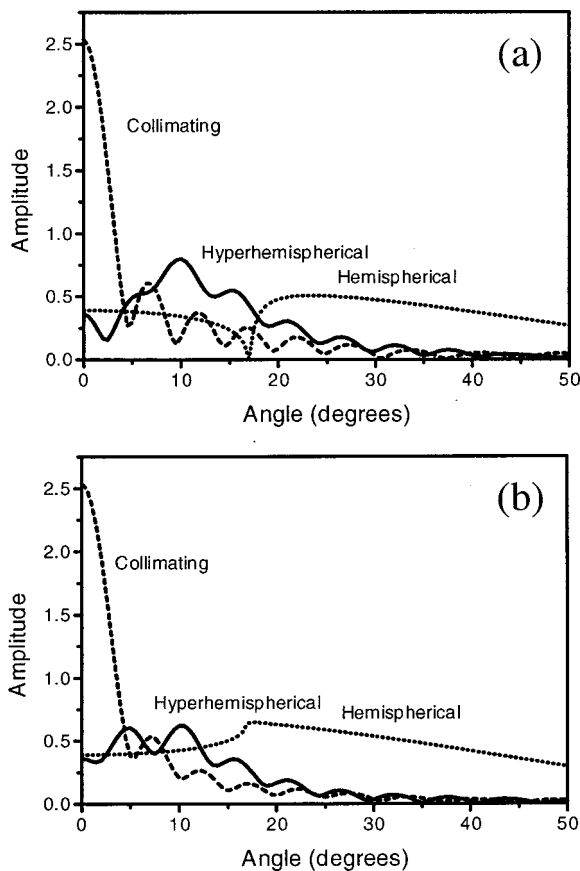 (a)
2.5
2.0
1.5
1.0
0.5
0.0
Amplitude
Collimating
Hyperhemispherical
Hemispherical
0 10 20 30 40 50
Angle (degrees)
(b)
2.5
2.0
1.5
1.0
0.5
0.0
Amplitude
Collimating
Hyperhemispherical
Hemispherical
0 10 20 30 40 50
Angle (degrees)